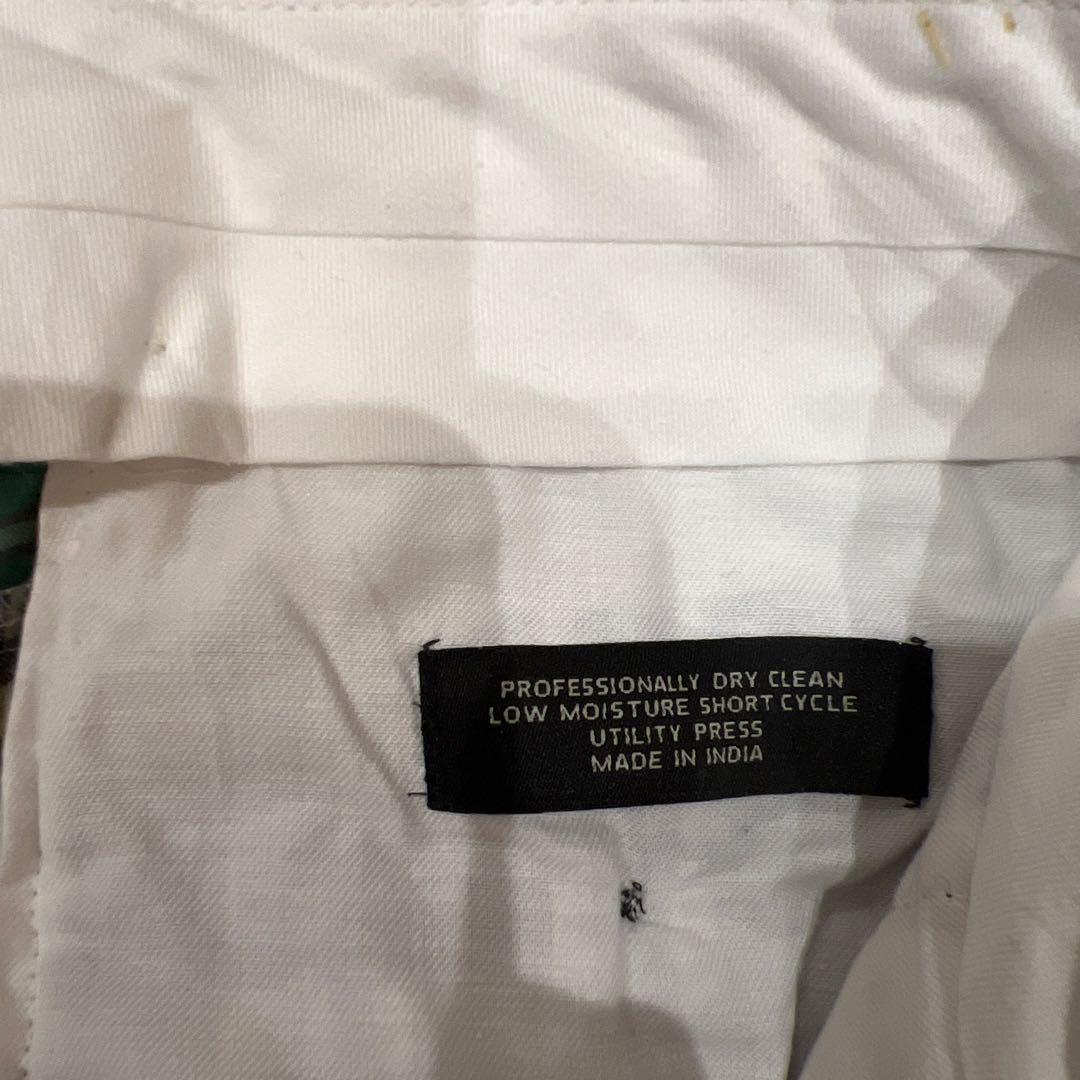 PROFESSIONALLY DRY CLEAN
LOW MOISTURE SHORT CYCLE
UTILITY PRESS
MADE IN INDIA